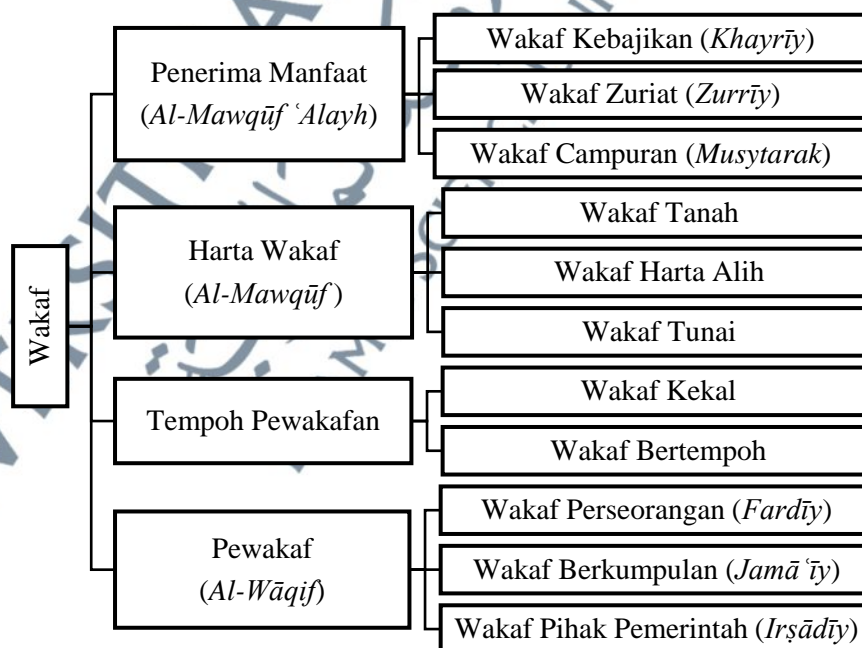 Wakaf
Penerima Manfaat
(Al-Mawqūf ʿAlayh)
Wakaf Kebajikan (Khayrīy)
Wakaf Zuriat (Zurrīy)
Wakaf Campuran (Musytarak)
Harta Wakaf
(Al-Mawqūf )
Wakaf Tanah
Wakaf Harta Alih
Wakaf Tunai
Tempoh Pewakafan
Wakaf Kekal
Wakaf Bertempoh
Pewakaf
(Al-Wāqif)
Wakaf Perseorangan (Fardīy)
Wakaf Berkumpulan (Jamā ʿīy)
Wakaf Pihak Pemerintah (Irṣādīy)